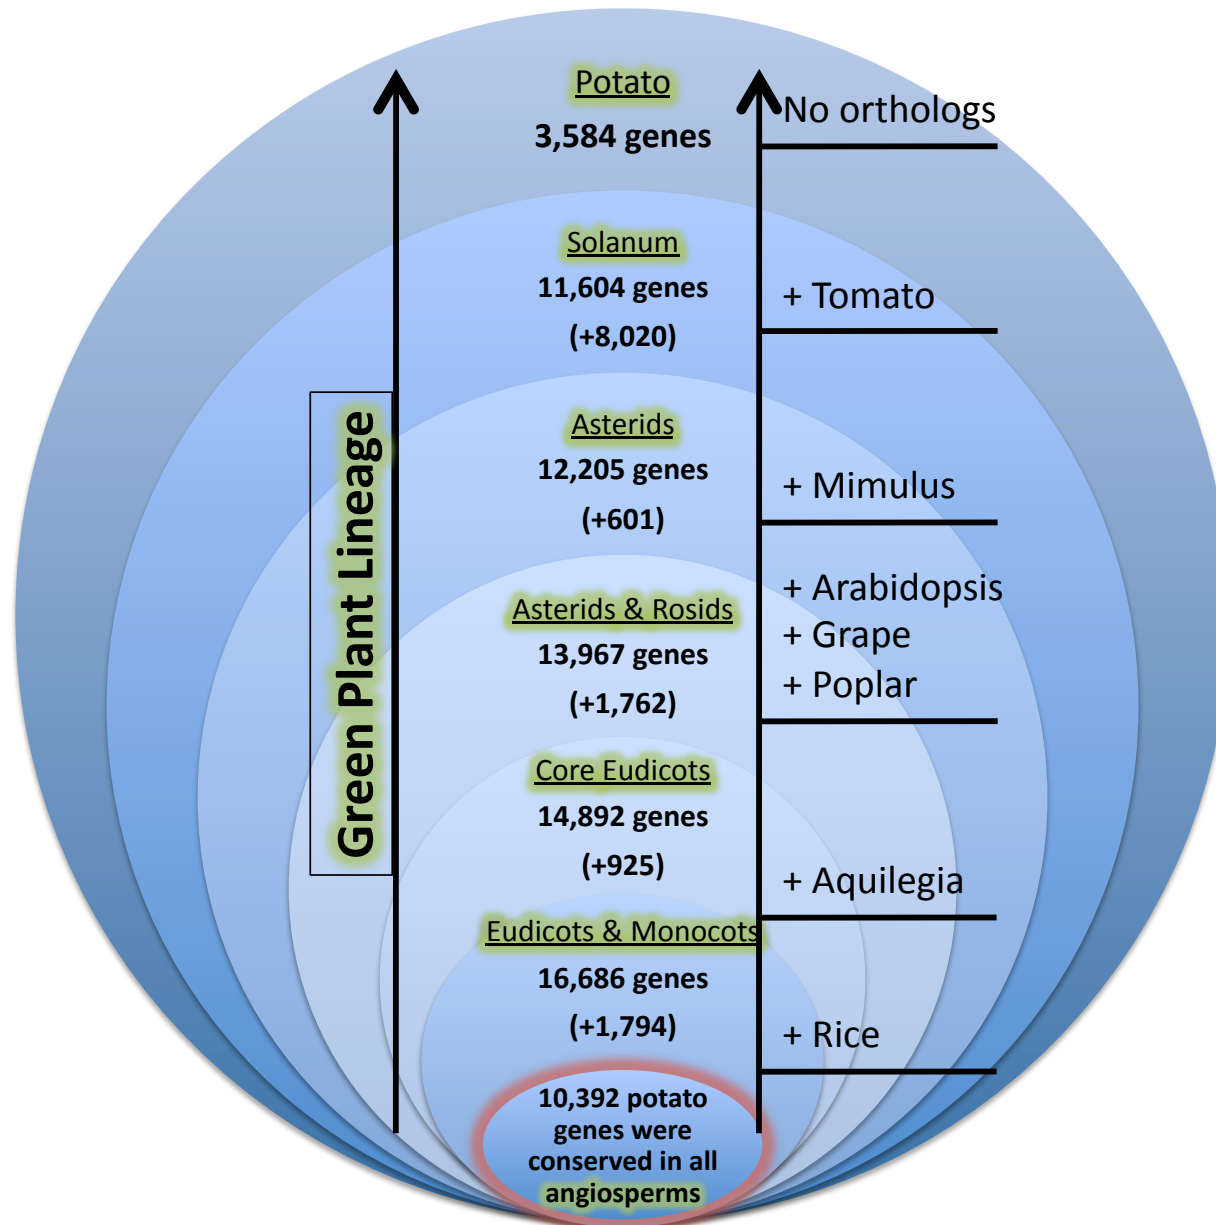 Potato
3,584 genes
No orthologs
Solanum
11,604 genes
(+8,020)
+ Tomato
Asterids
12,205 genes
(+601)
+ Mimulus
Green Plant Lineage
Asterids & Rosids
13,967 genes
(+1,762)
+ Arabidopsis
+ Grape
+ Poplar
Core Eudicots
14,892 genes
(+925)
+ Aquilegia
Eudicots & Monocots
16,686 genes
(+1,794)
+ Rice
10,392 potato
genes were
conserved in all
angiosperms